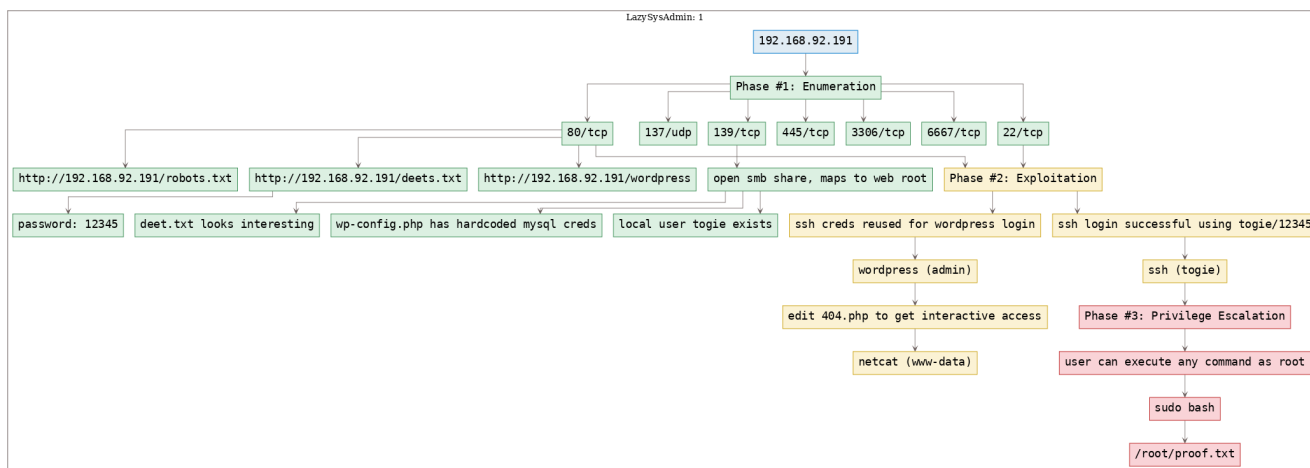 LazySysAdmin: 1
192.168.92.191
Phase #1: Enumeration
80/tcp
137/udp
139/tcp
445/tcp
3306/tcp
6667/tcp
22/tcp
http://192.168.92.191/robots.txt
http://192.168.92.191/deets.txt
http://192.168.92.191/wordpress
open smb share, maps to web root
Phase #2: Exploitation
password: 12345
deet.txt looks interesting
wp-config.php has hardcoded mysql creds
local user togie exists
ssh creds reused for wordpress login
ssh login successful using togie/12345
wordpress (admin)
ssh (togie)
edit 404.php to get interactive access
Phase #3: Privilege Escalation
netcat (www-data)
user can execute any command as root
sudo bash
/root/proof.txt